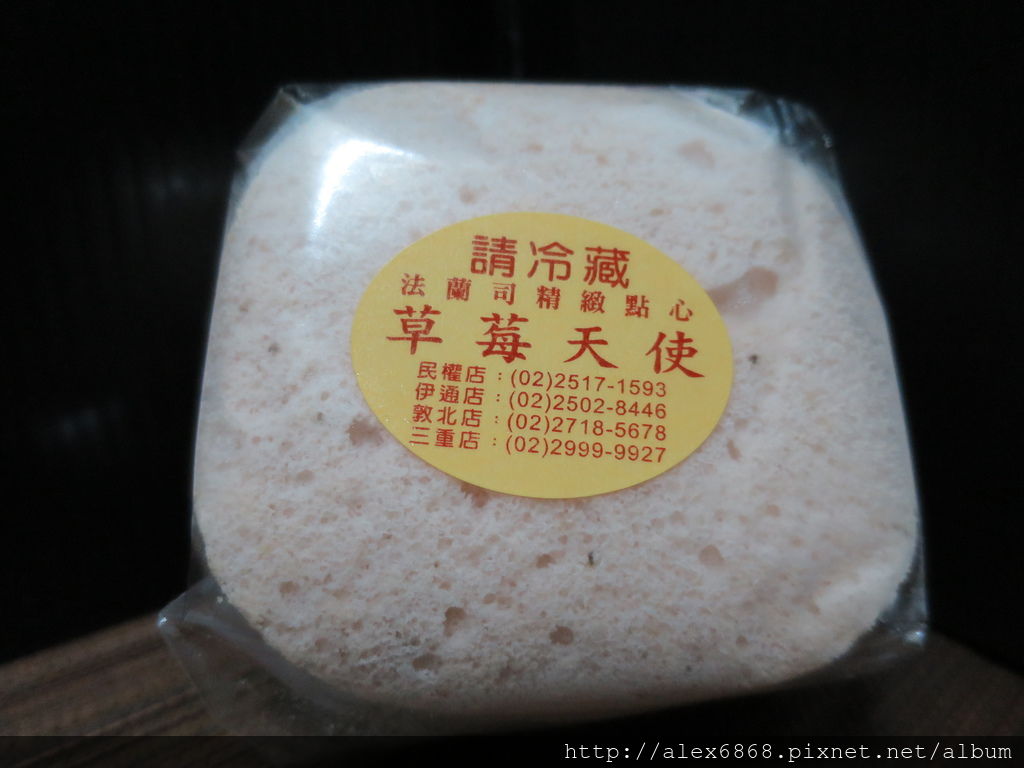 請冷藏
法蘭司精緻點心
草莓天使
民權店：(02)2517-1593
伊通店：(02)2502-8446
敦北店：(02)2718-5678
三重店：(02)2999-9927
http://alex6868.pixnet.net/album